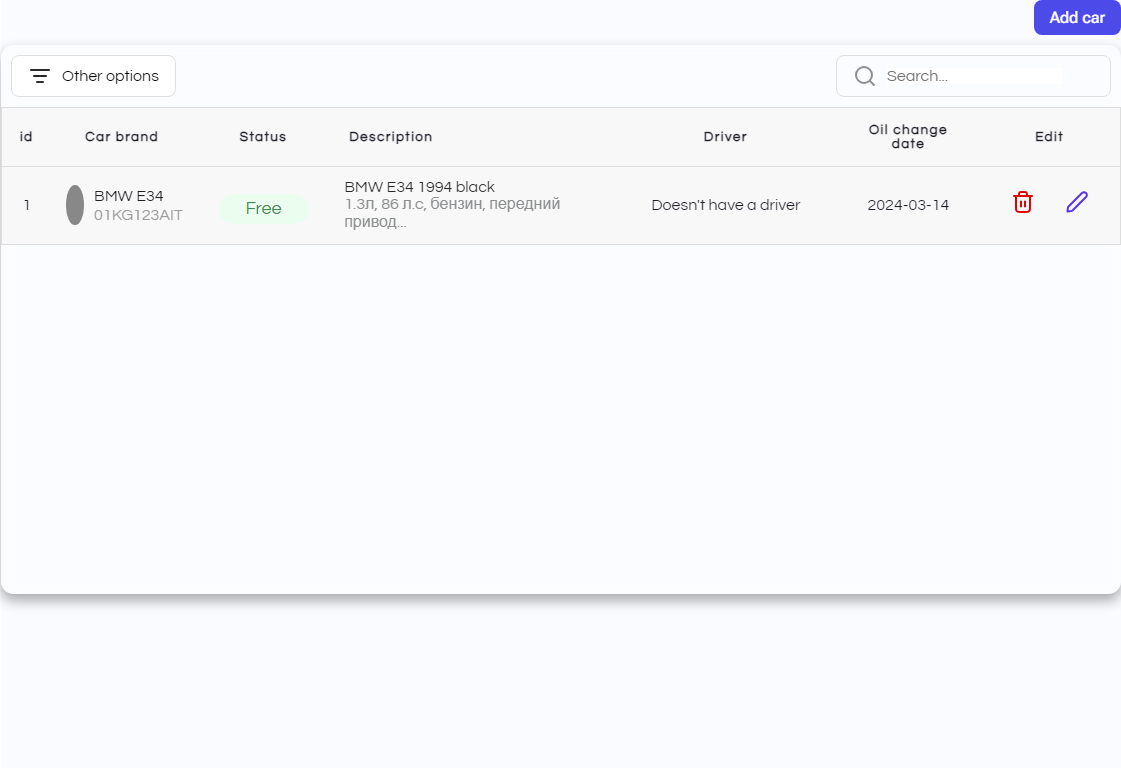 Add car
Other options
Search...
id
Car brand
Status
Description
Driver
Oil change
date
Edit
1
BMW E34
01KG123AIT
Free
BMW E34 1994 black
1.3л, 86 л.с, бензин, передний
привод...
Doesn't have a driver
2024-03-14